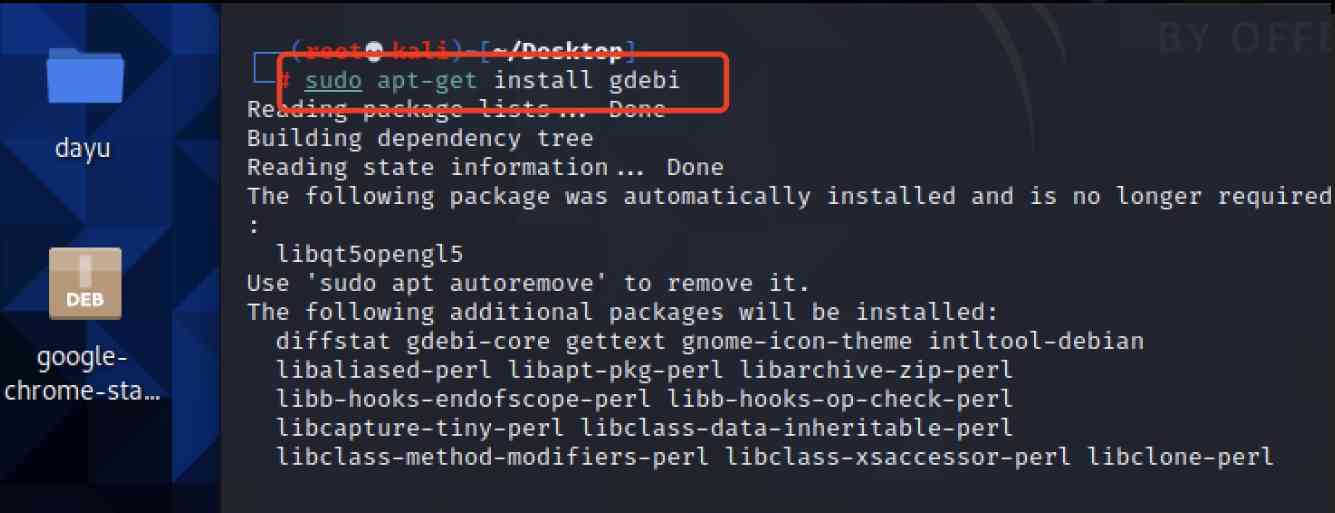 dayu
DEB
google-
chrome-sta...
BY OFFE
(root💀kali)-[~/Desktop]
# sudo apt-get install gdebi
Reading package lists... Done
Building dependency tree
Reading state information... Done
The following package was automatically installed and is no longer required
:
libqt5opengl5
Use 'sudo apt autoremove' to remove it.
The following additional packages will be installed:
diffstat gdebi-core gettext gnome-icon-theme intltool-debian
libaliased-perl libapt-pkg-perl libarchive-zip-perl
libb-hooks-endofscope-perl libb-hooks-op-check-perl
libcapture-tiny-perl libclass-data-inheritable-perl
libclass-method-modifiers-perl libclass-xsaccessor-perl libclone-perl